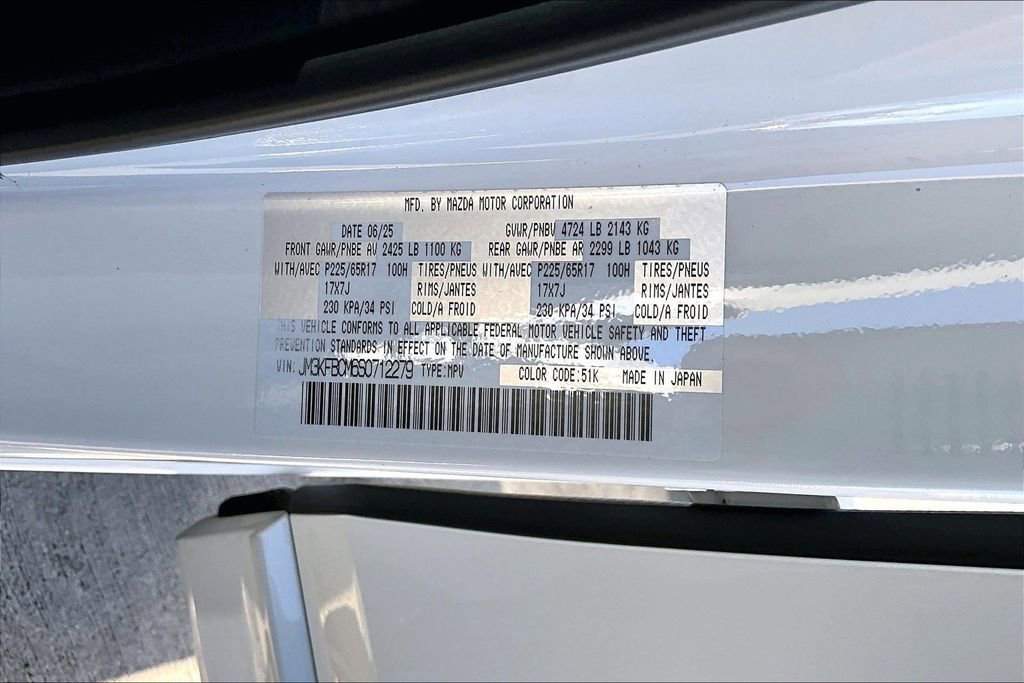 MFD. BY MAZDA MOTOR CORPORATION
DATE 06/25 GVWR/PNBV 4724 LB 2143 KG
FRONT GAWR/PNBE AV 2425 LB 1100 KG REAR GAWR/PNBE AR 2299 LB 1043 KG
WITH/AVEC P225/65R17 100H TIRES/PNEUS WITH/AVEC P225/65R17 100H TIRES/PNEUS
17X7J RIMS/JANTES 17X7J RIMS/JANTES
230 KPA/34 PSI COLD/A FROID 230 KPA/34 PSI COLD/A FROID
THIS VEHICLE CONFORMS TO ALL APPLICABLE FEDERAL MOTOR VEHICLE SAFETY AND THEFT
PREVENTION STANDARDS IN EFFECT ON THE DATE OF MANUFACTURE SHOWN ABOVE.
VIN: JM3KFBCM6S0712279 TYPE:MPV COLOR CODE:51K MADE IN JAPAN